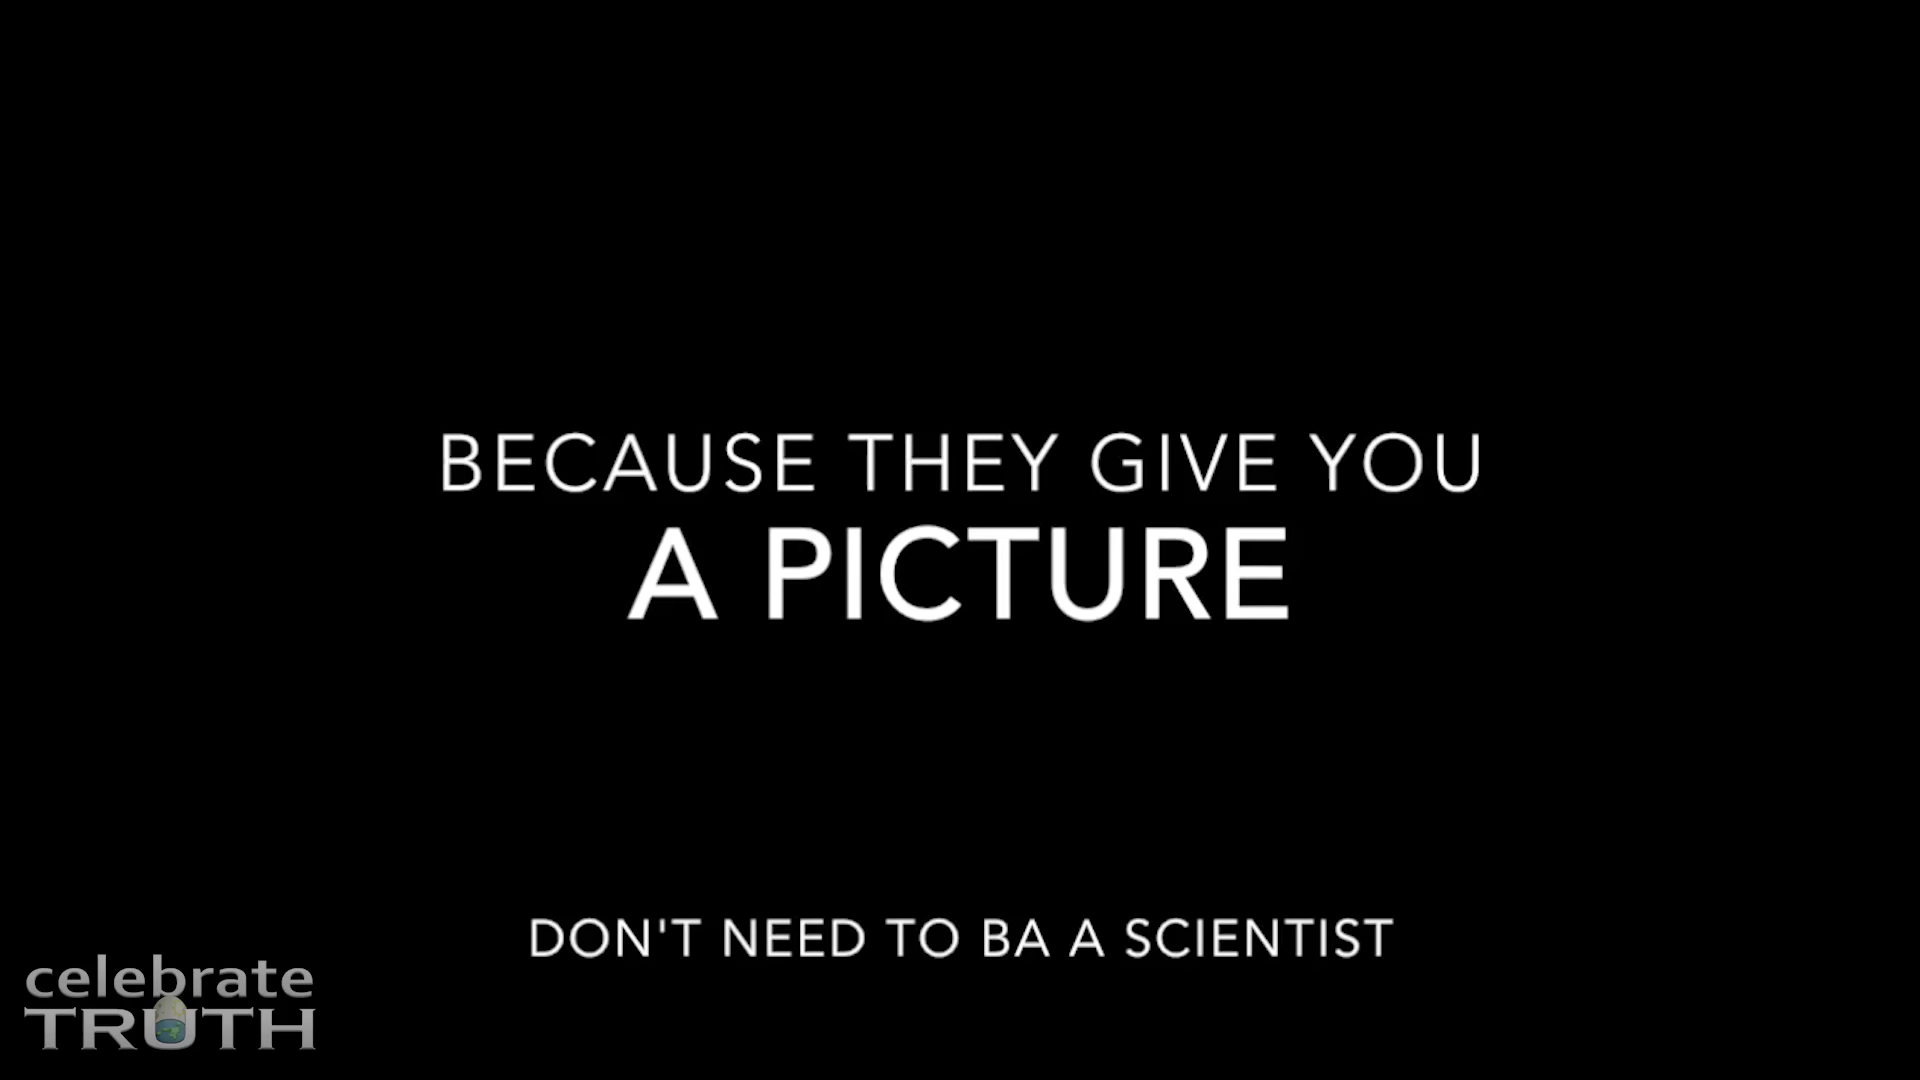 BECAUSE THEY GIVE YOU
A PICTURE
DON'T NEED TO BA A SCIENTIST
celebrate
TRUTH